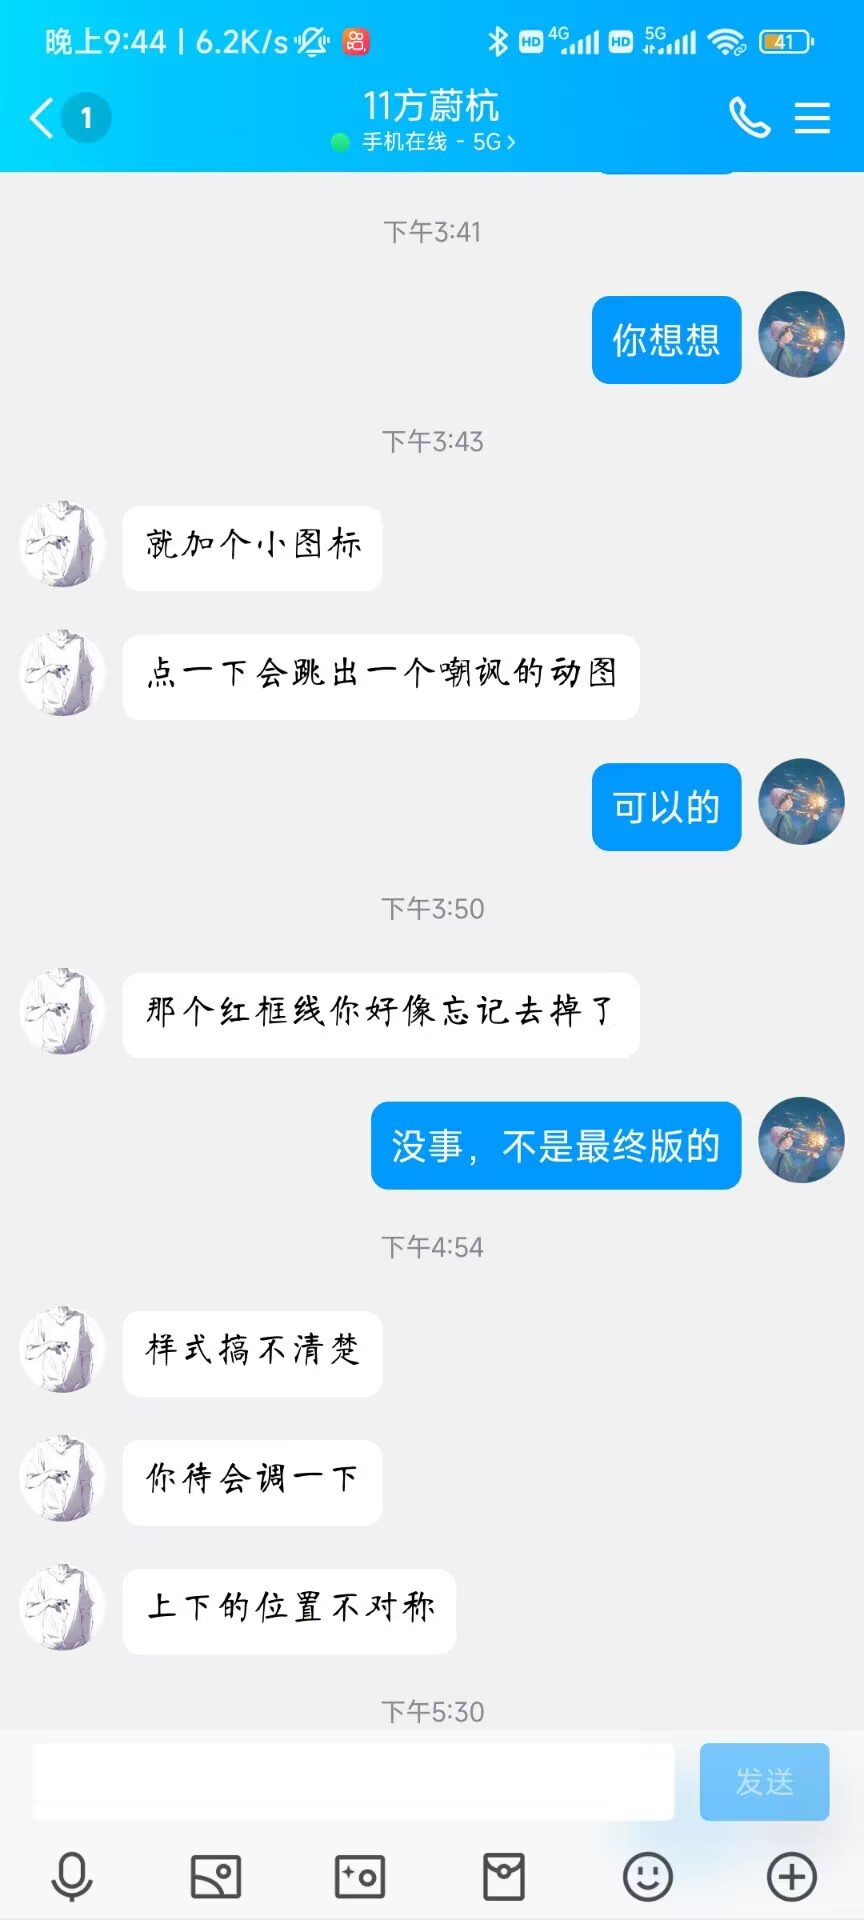 晚上9:44 | 6.2K/s HD 4G HD 5G 41
1
11方蔚杭
手机在线 - 5G
下午3:41
你想想
下午3:43
就加个小图标
点一下会跳出一个嘲讽的动图
可以的
下午3:50
那个红框线你好像忘记去掉了
没事，不是最终版的
下午4:54
样式搞不清楚
你待会调一下
上下的位置不对称
下午5:30
发送